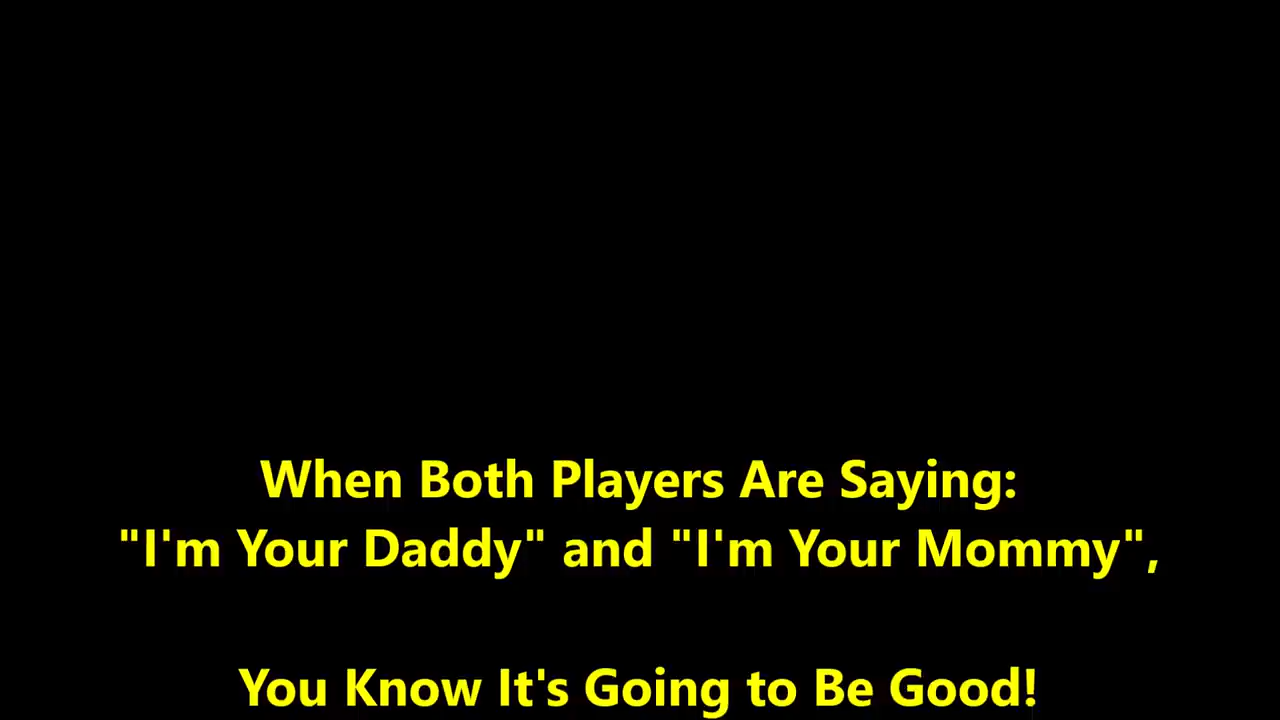 When Both Players Are Saying:
"I'm Your Daddy" and "I'm Your Mommy",
You Know It's Going to Be Good!